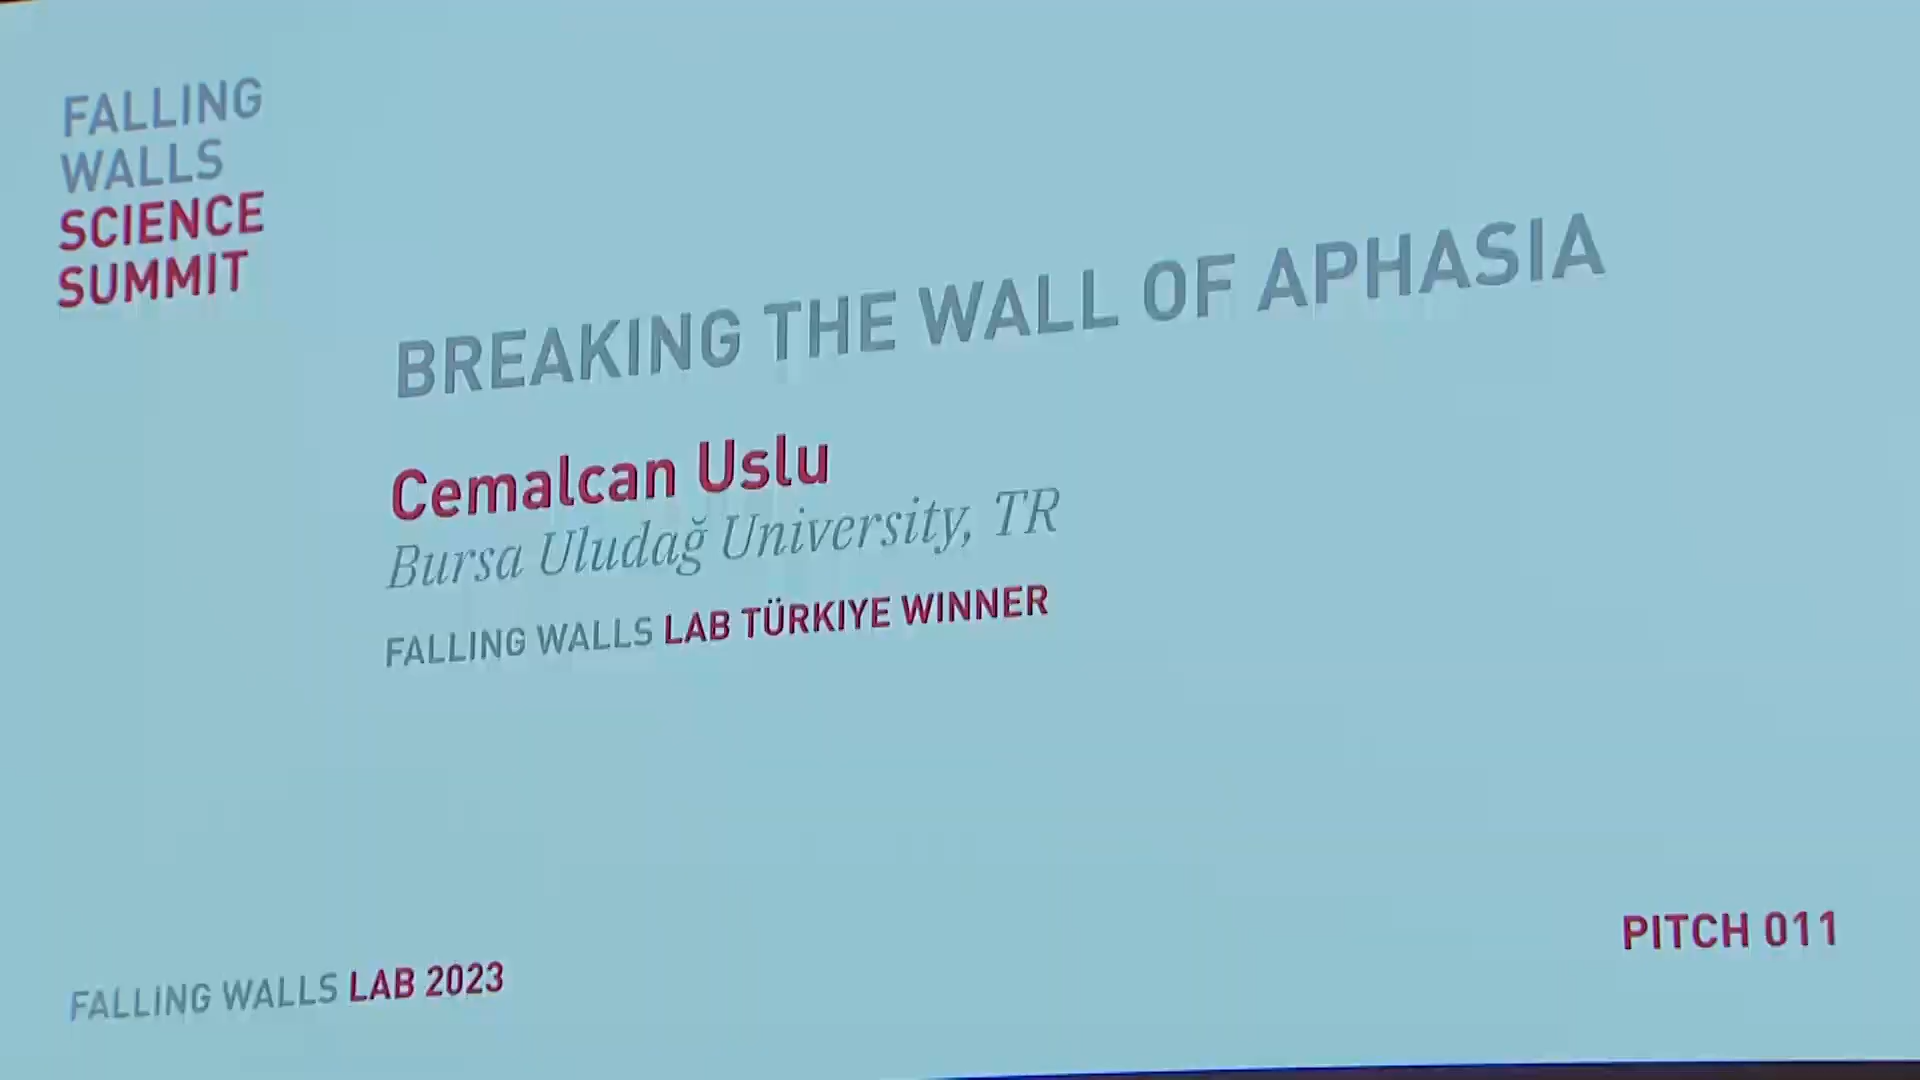 FALLING
WALLS
SCIENCE
SUMMIT
BREAKING THE WALL OF APHASIA
Cemalcan Uslu
Bursa Uludağ University, TR
FALLING WALLS LAB TÜRKIYE WINNER
PITCH 011
FALLING WALLS LAB 2023